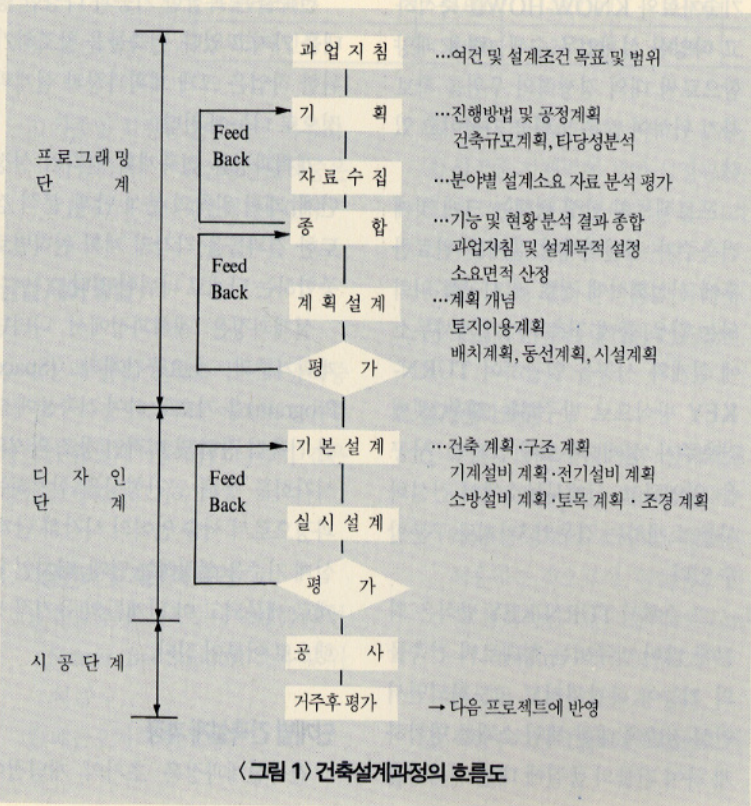 과 업 지 침 …여건 및 설계조건 목표 및 범위
기 획 …진행방법 및 공정계획
건축규모계획, 타당성분석
Feed
Back
프로그래밍
단 계
자 료 수 집 …분야별 설계소요 자료 분석 평가
종 합 …기능 및 현황 분석 결과 종합
과업지침 및 설계목적 설정
소요면적 산정
Feed
Back
계 획 설 계 …계획 개념
토지이용계획
배치계획, 동선계획, 시설계획
평 가
기 본 설 계 …건축 계획·구조 계획
기계설비 계획·전기설비 계획
소방설비 계획·토목 계획·조경 계획
디 자 인
단 계
Feed
Back
실 시 설 계
평 가
시 공 단 계
공 사
거주후 평가 →다음 프로젝트에 반영
〈그림 1〉 건축설계과정의 흐름도